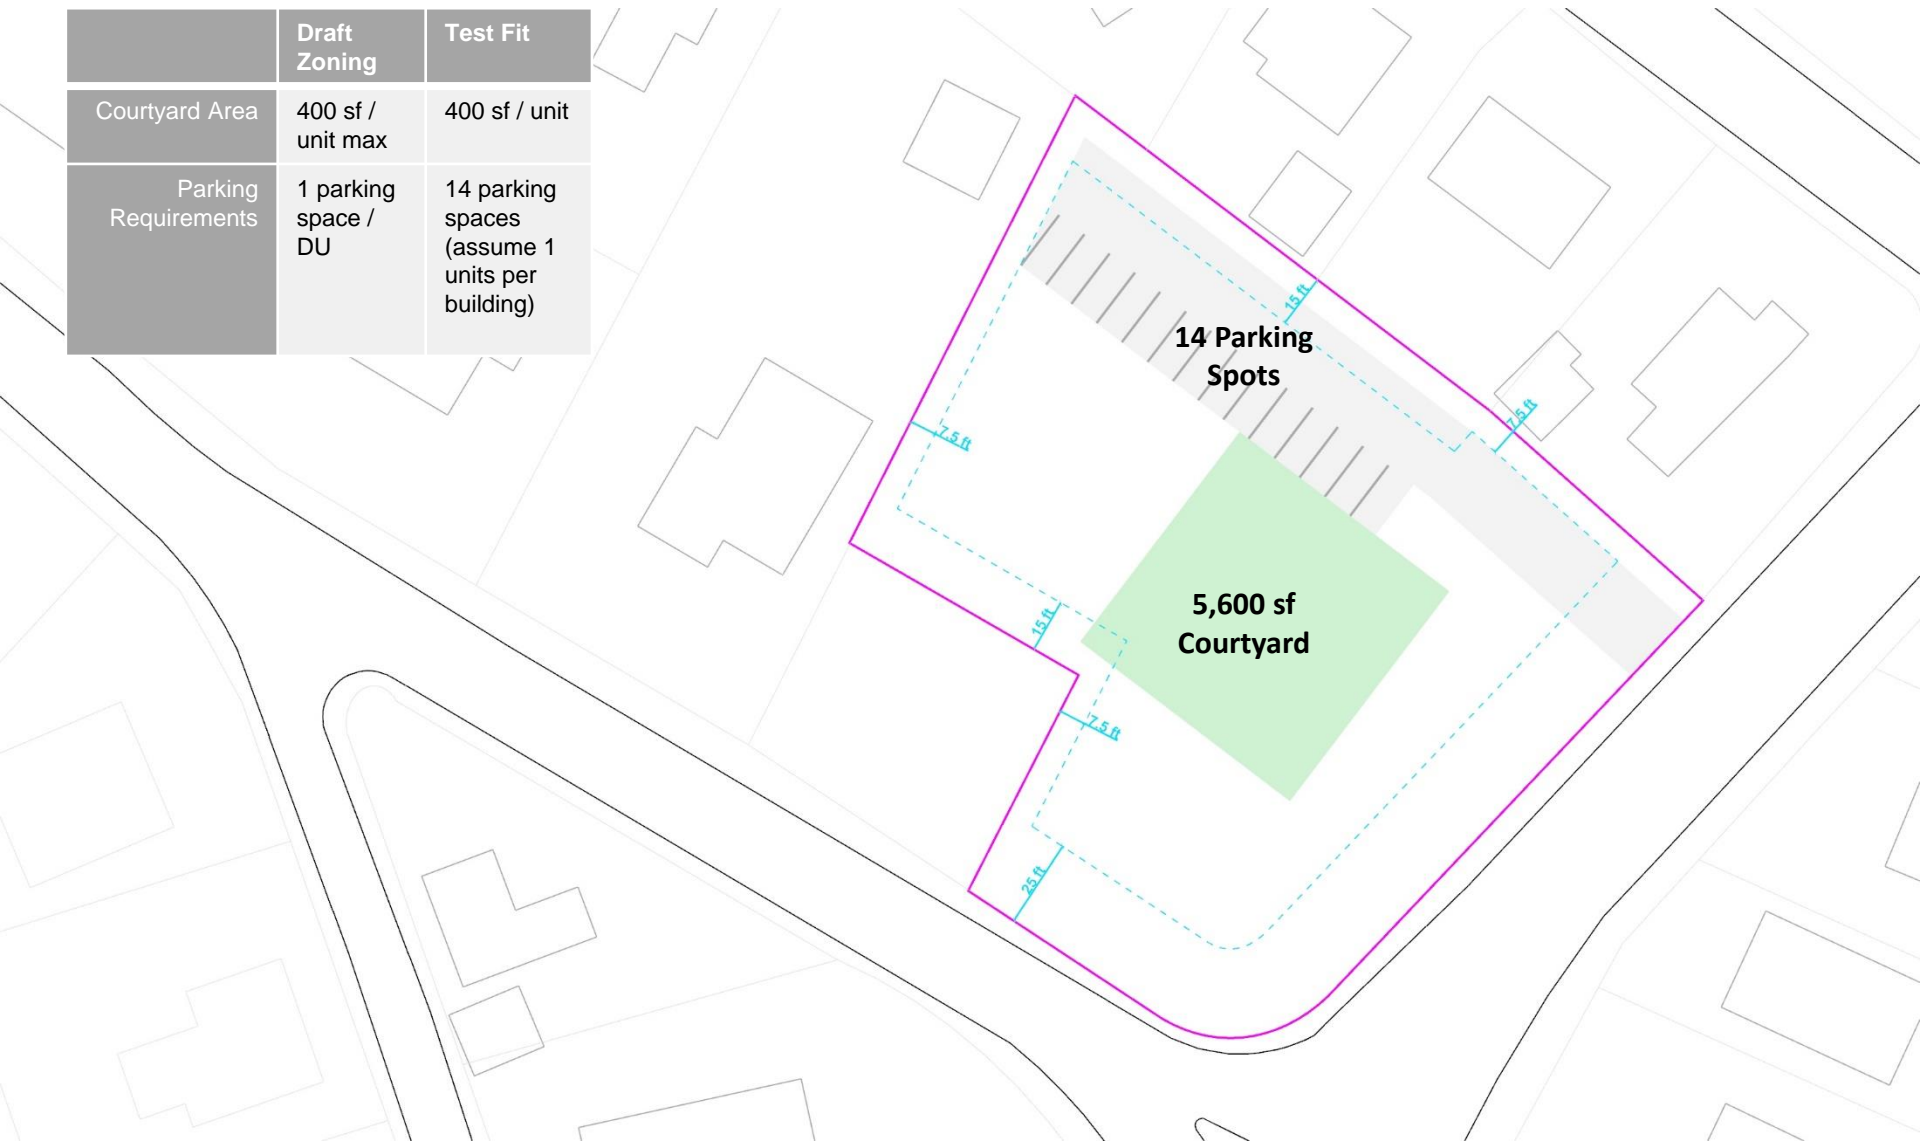 Draft
Zoning
Test Fit
Courtyard Area
400 sf /
unit max
400 sf / unit
Parking
Requirements
1 parking
space /
DU
14 parking
spaces
(assume 1
units per
building)
15 ft
14 Parking
Spots
7.5 ft
7.5 ft
15 ft
5,600 sf
Courtyard
7.5 ft
25 ft